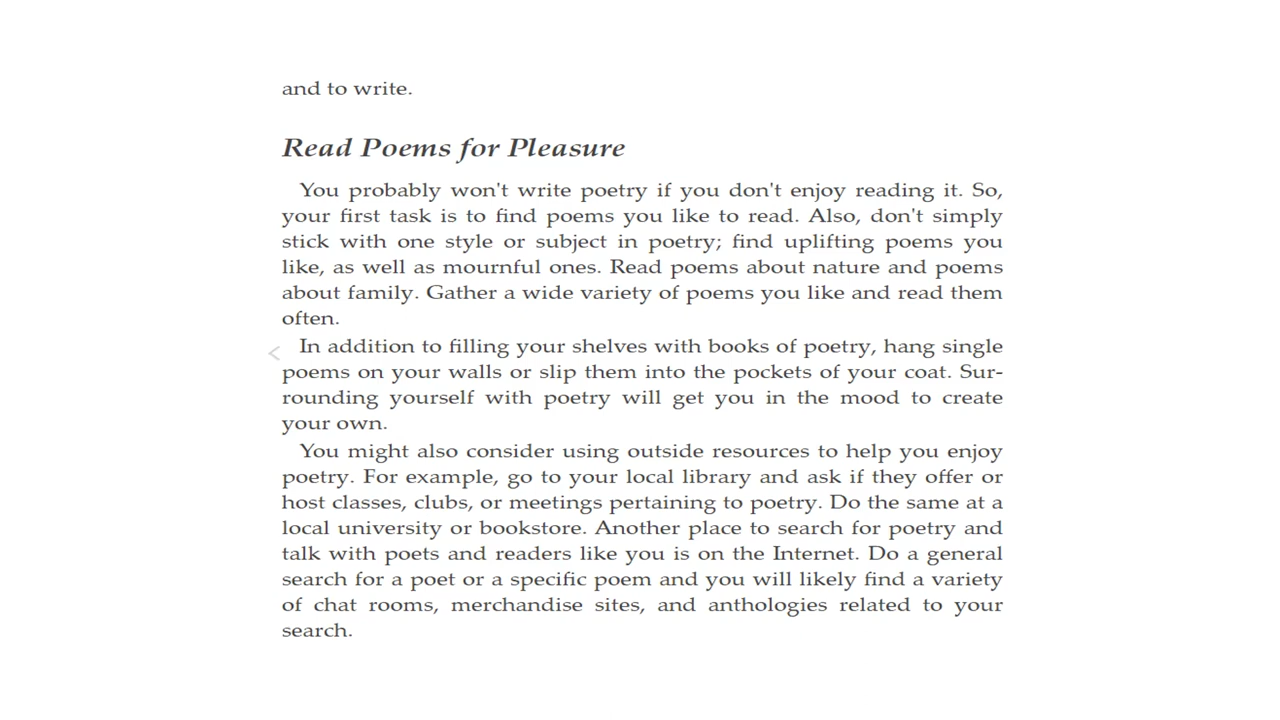 and to write.
Read Poems for Pleasure
You probably won't write poetry if you don't enjoy reading it. So,
your first task is to find poems you like to read. Also, don't simply
stick with one style or subject in poetry; find uplifting poems you
like, as well as mournful ones. Read poems about nature and poems
about family. Gather a wide variety of poems you like and read them
often.
In addition to filling your shelves with books of poetry, hang single
poems on your walls or slip them into the pockets of your coat. Sur-
rounding yourself with poetry will get you in the mood to create
your own.
You might also consider using outside resources to help you enjoy
poetry. For example, go to your local library and ask if they offer or
host classes, clubs, or meetings pertaining to poetry. Do the same at a
local university or bookstore. Another place to search for poetry and
talk with poets and readers like you is on the Internet. Do a general
search for a poet or a specific poem and you will likely find a variety
of chat rooms, merchandise sites, and anthologies related to your
search.